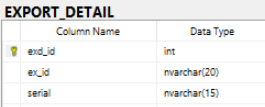 EXPORT_DETAIL
Column Name Data Type
exd_id int
ex_id nvarchar(20)
serial nvarchar(15)